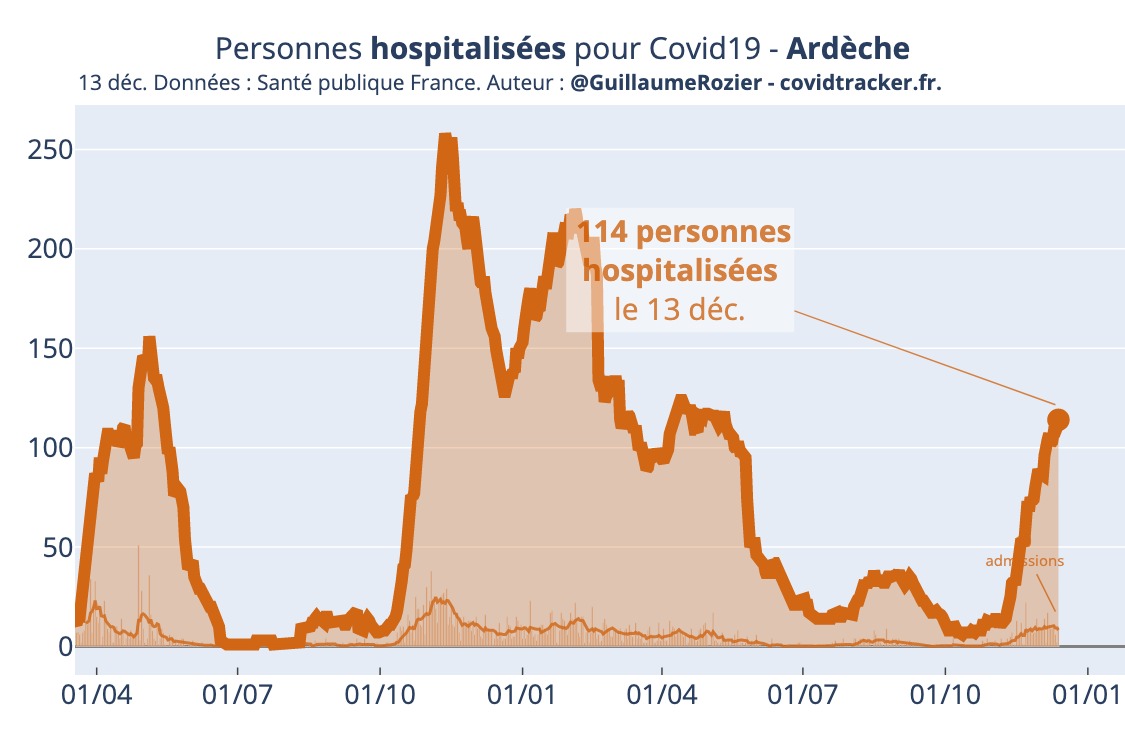 Personnes hospitalisées pour Covid19 - Ardèche
13 déc. Données : Santé publique France. Auteur : @GuillaumeRozier - covidtracker.fr.
250
200
150
100
50
0
114 personnes
hospitalisées
le 13 déc.
admissions
01/04 01/07 01/10 01/01 01/04 01/07 01/10 01/01